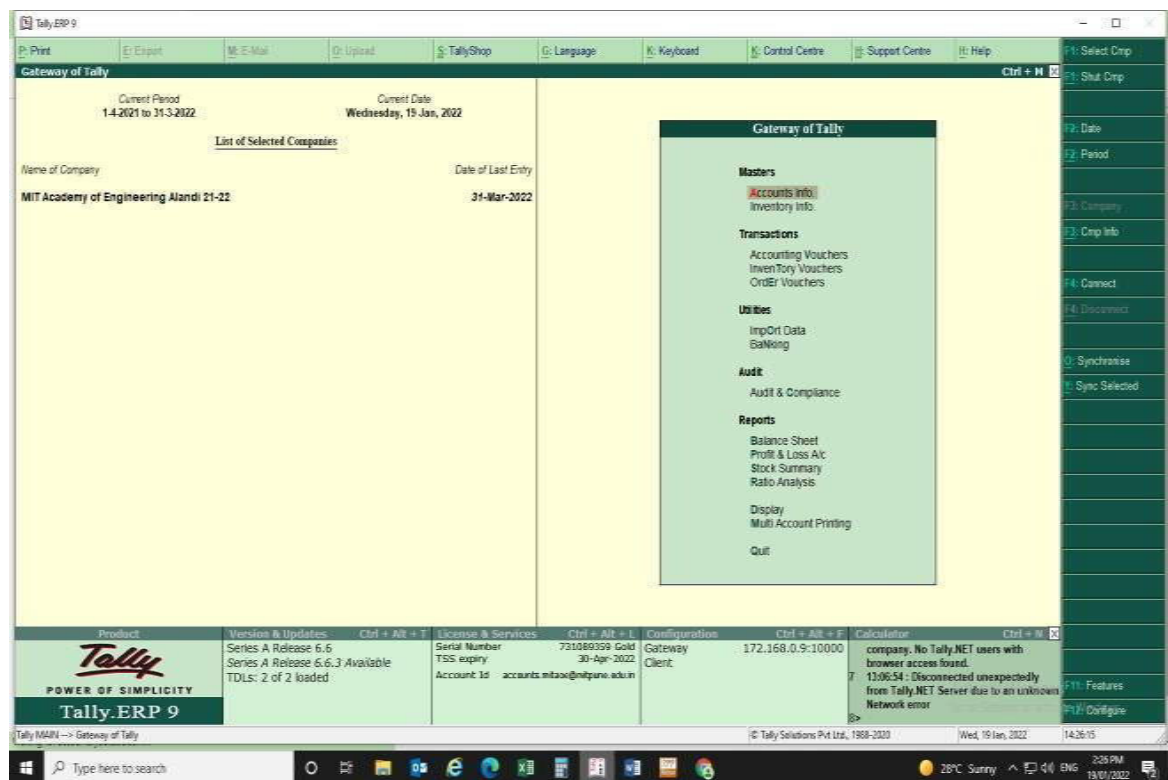 Tally.ERP 9
P: Print E: Export M: E-Mail O: Upload S: TallyShop G: Language K: Keyboard K: Control Centre H: Support Centre H: Help
F1: Select Cmp
Gateway of Tally Ctrl + M
F1: Shut Cmp
Current Period Current Date
1-4-2021 to 31-3-2022 Wednesday, 19 Jan, 2022
List of Selected Companies
Name of Company Date of Last Entry
MIT Academy of Engineering Alandi 21-22 31-Mar-2022
Gateway of Tally
Masters
Accounts Info.
Inventory Info.
Transactions
Accounting Vouchers
InvenTory Vouchers
OrdEr Vouchers
Utilities
ImpOrt Data
BaNking
Audit
Audit & Compliance
Reports
Balance Sheet
Profit & Loss A/c
Stock Summary
Ratio Analysis
Display
Multi Account Printing
Quit
F2: Date
F2: Period
F3: Company
F3: Cmp Info
F4: Connect
F4: Disconnect
O: Synchronise
Y: Sync Selected
F11: Features
F12: Configure
Product
Tally
POWER OF SIMPLICITY
Tally.ERP 9
Version & Updates Ctrl + Alt + T
Series A Release 6.6
Series A Release 6.6.3 Available
TDLs: 2 of 2 loaded
License & Services Ctrl + Alt + L
Serial Number 731089359 Gold
TSS expiry 30-Apr-2022
Account Id accounts.mitaoe@mitpune.edu.in
Configuration Ctrl + Alt + F
Gateway 172.168.0.9:10000
Client
Calculator Ctrl + N
company. No Tally.NET users with
browser access found.
7 13:06:54 : Disconnected unexpectedly
from Tally.NET Server due to an unknown
Network error
8>
Tally MAIN --> Gateway of Tally © Tally Solutions Pvt Ltd., 1988-2020 Wed, 19 Jan, 2022 14:26:15
Type here to search
28°C Sunny ENG
2:26 PM
19/01/2022